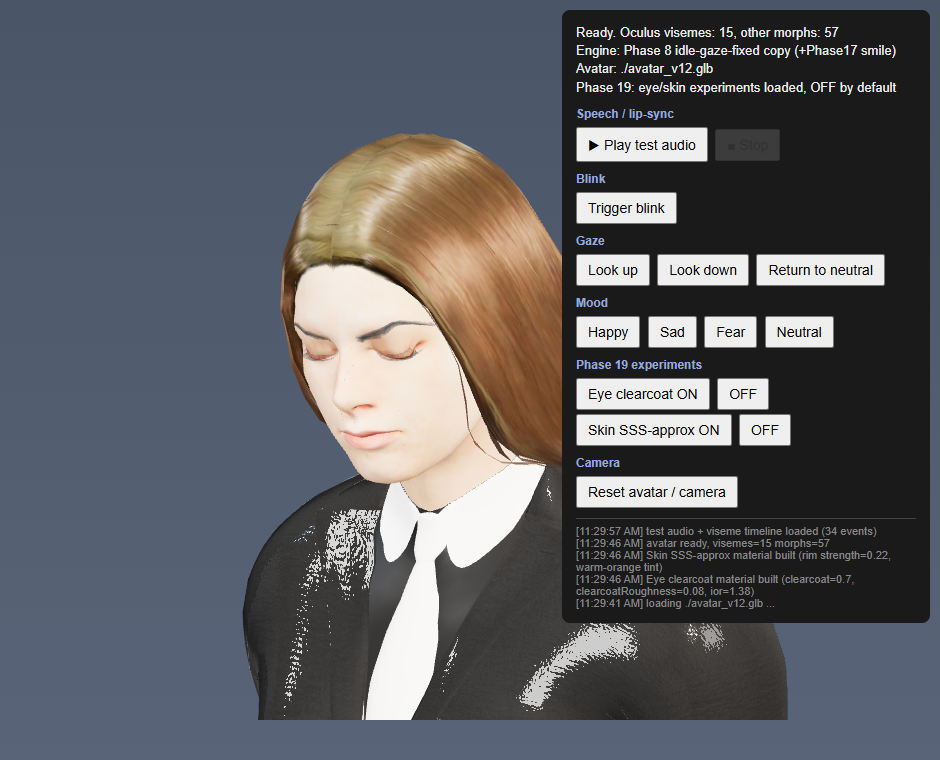 Ready. Oculus visemes: 15, other morphs: 57
Engine: Phase 8 idle-gaze-fixed copy (+Phase17 smile)
Avatar: ./avatar_v12.glb
Phase 19: eye/skin experiments loaded, OFF by default
Speech / lip-sync
▶ Play test audio ■ Stop
Blink
Trigger blink
Gaze
Look up Look down Return to neutral
Mood
Happy Sad Fear Neutral
Phase 19 experiments
Eye clearcoat ON OFF
Skin SSS-approx ON OFF
Camera
Reset avatar / camera
[11:29:57 AM] test audio + viseme timeline loaded (34 events)
[11:29:46 AM] avatar ready, visemes=15 morphs=57
[11:29:46 AM] Skin SSS-approx material built (rim strength=0.22,
warm-orange tint)
[11:29:46 AM] Eye clearcoat material built (clearcoat=0.7,
clearcoatRoughness=0.08, ior=1.38)
[11:29:41 AM] loading ./avatar_v12.glb ...